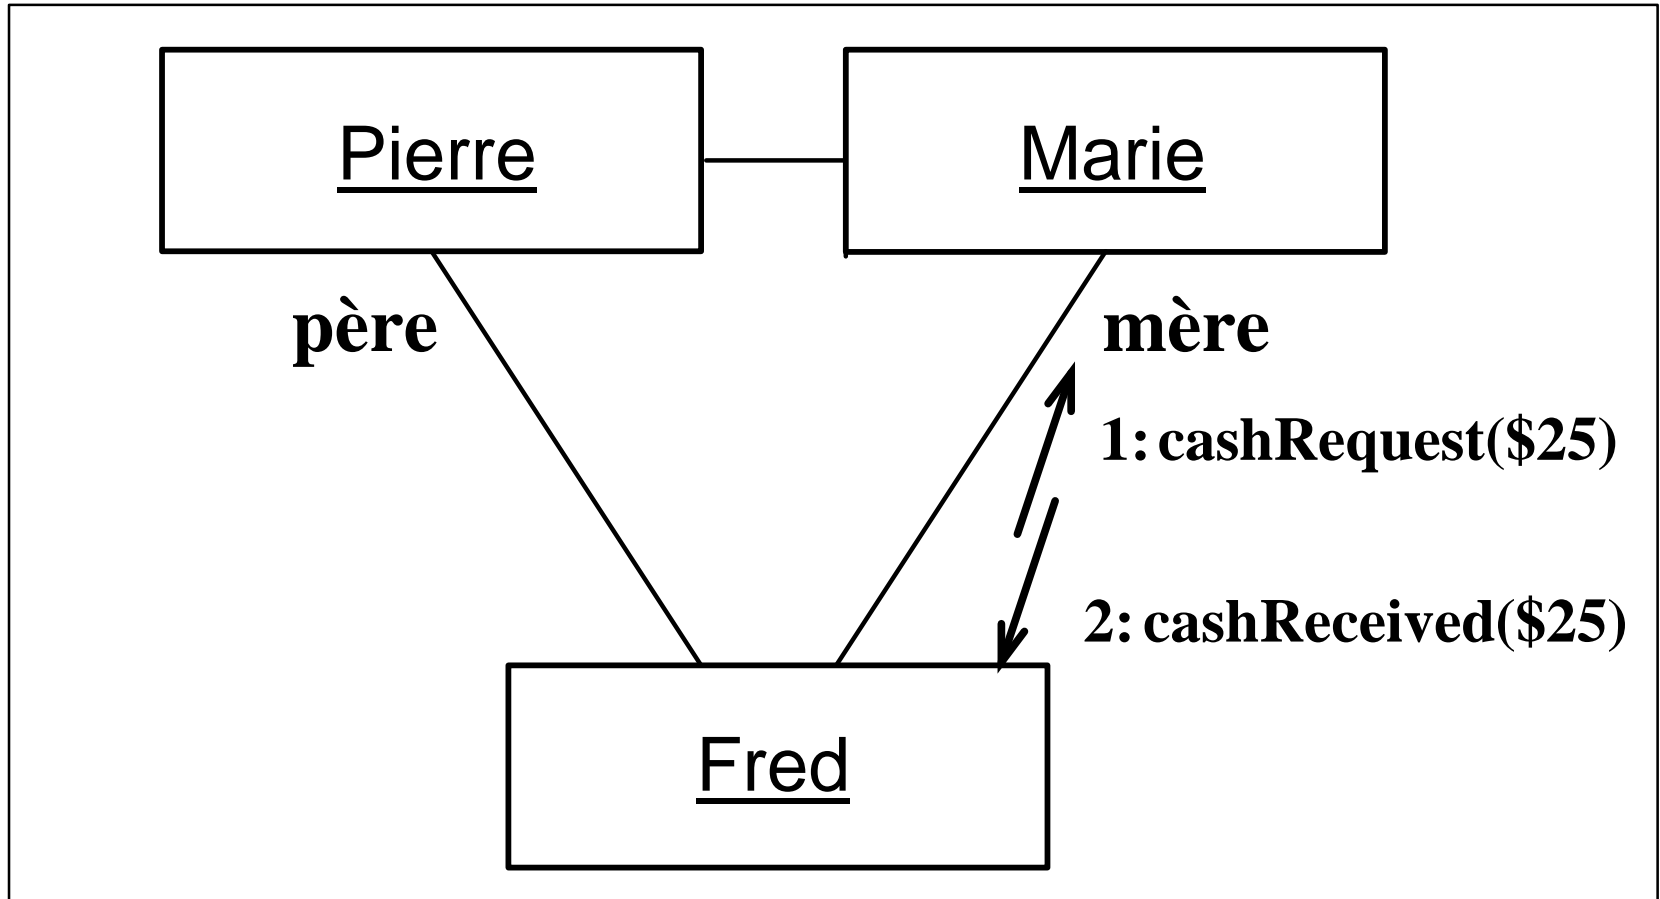 Pierre
Marie
père
mère
1: cashRequest($25)
2: cashReceived($25)
Fred